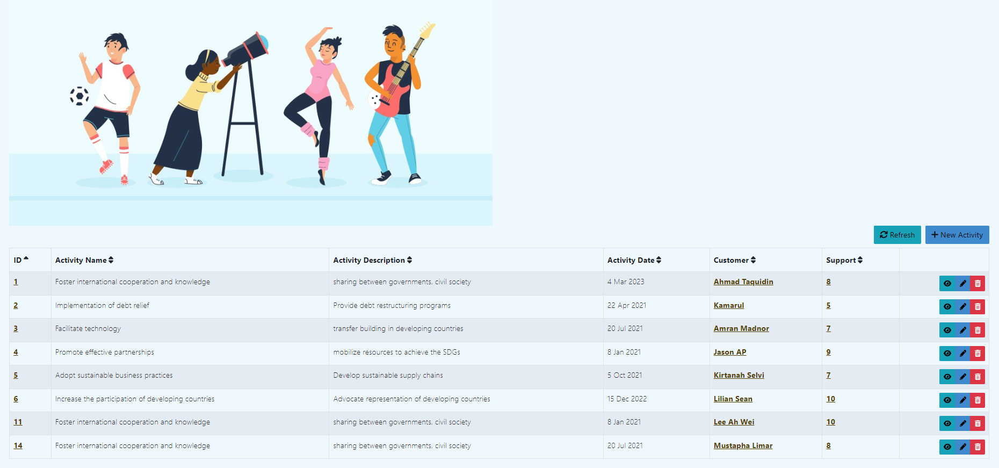 Refresh New Activity
ID Activity Name Activity Description Activity Date Customer Support
1 Foster international cooperation and knowledge sharing between governments, civil society 4 Mar 2023 Ahmad Taquidin 8
2 Implementation of debt relief Provide debt restructuring programs 22 Apr 2021 Kamarul 5
3 Facilitate technology transfer building in developing countries 20 Jul 2021 Amran Madnor 7
4 Promote effective partnerships mobilize resources to achieve the SDGs 8 Jan 2021 Jason AP 9
5 Adopt sustainable business practices Develop sustainable supply chains 5 Oct 2021 Kirtanah Selvi 7
6 Increase the participation of developing countries Advocate representation of developing countries 15 Dec 2022 Lilian Sean 10
11 Foster international cooperation and knowledge sharing between governments, civil society 8 Jan 2021 Lee Ah Wei 10
14 Foster international cooperation and knowledge sharing between governments, civil society 20 Jul 2021 Mustapha Limar 8